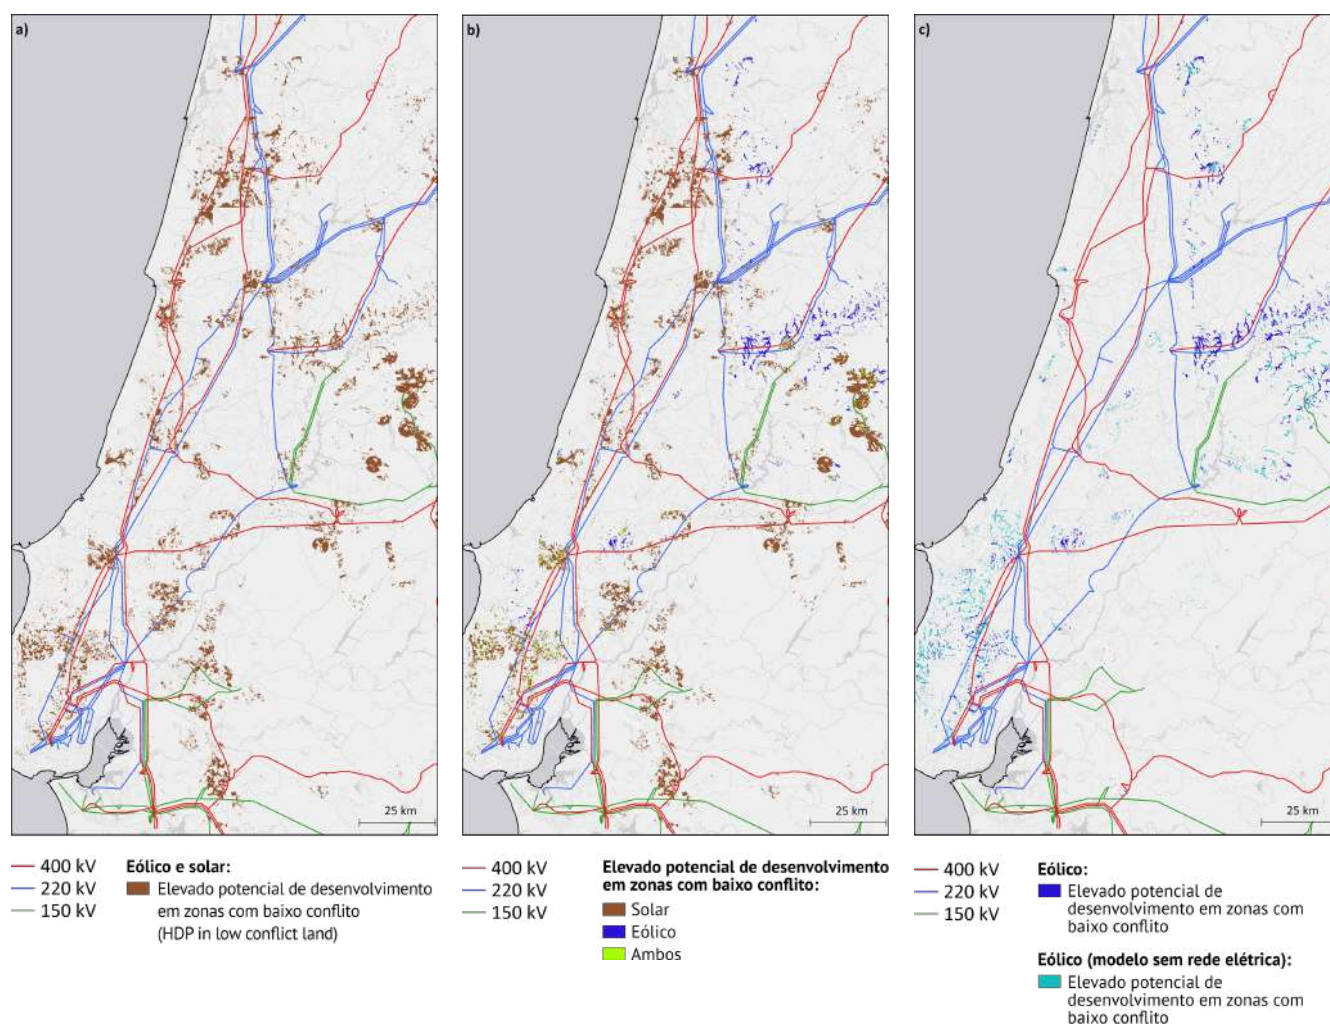 a)
25 km
400 kV
220 kV
150 kV
Eólico e solar:
Elevado potencial de desenvolvimento
em zonas com baixo conflito
(HDP in low conflict land)
b)
25 km
400 kV
220 kV
150 kV
Elevado potencial de desenvolvimento
em zonas com baixo conflito:
Solar
Eólico
Ambos
c)
25 km
400 kV
220 kV
150 kV
Eólico:
Elevado potencial de
desenvolvimento em zonas com
baixo conflito
Eólico (modelo sem rede elétrica):
Elevado potencial de
desenvolvimento em zonas com
baixo conflito